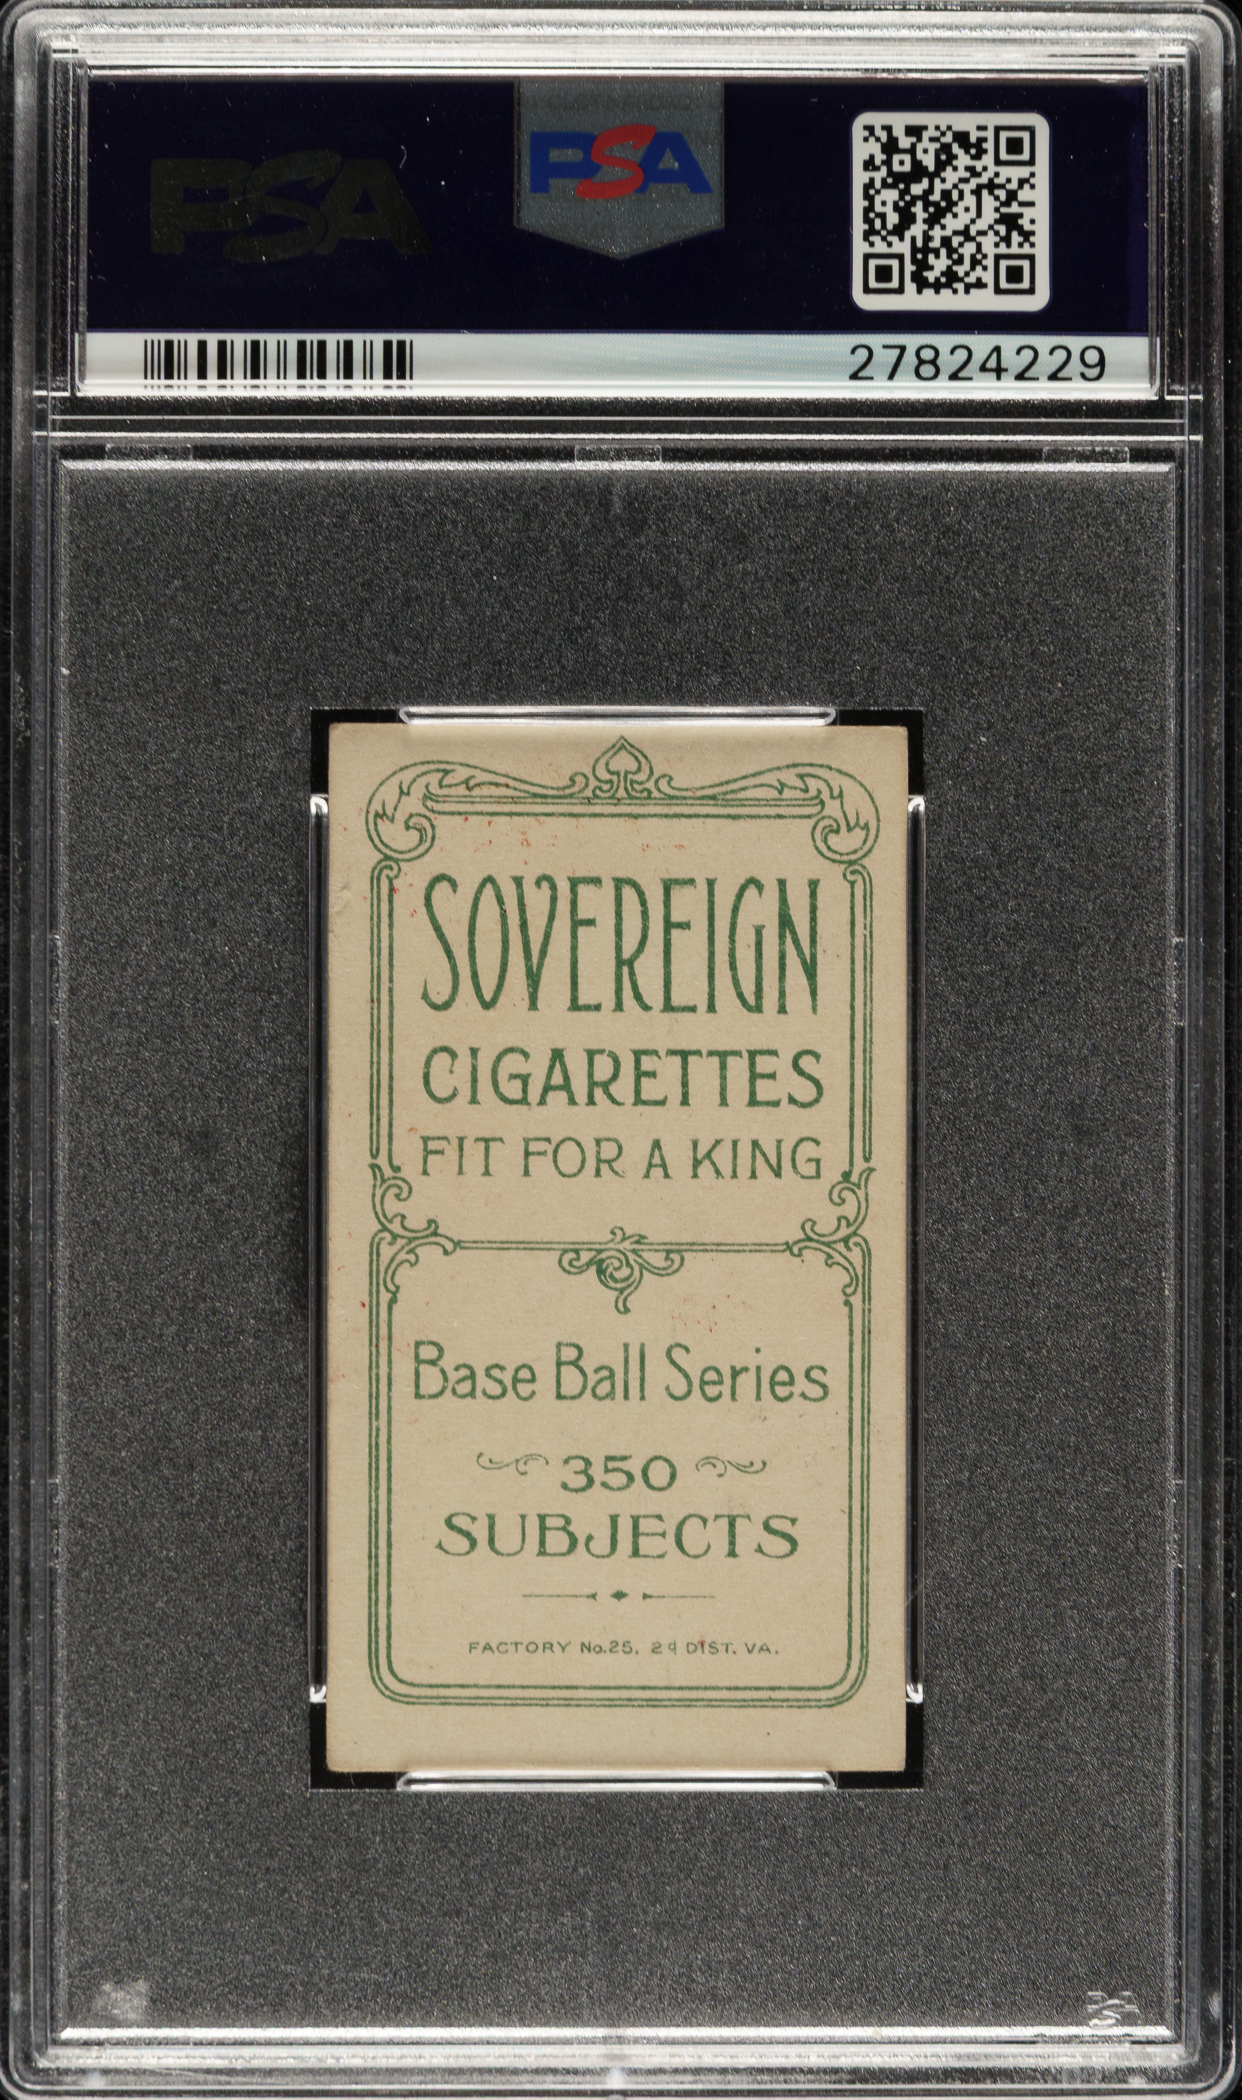 PSA
PSA
27824229
SOVEREIGN
CIGARETTES
FIT FOR A KING
Base Ball Series
350
SUBJECTS
FACTORY No.25, 2d DIST. VA.
PSA